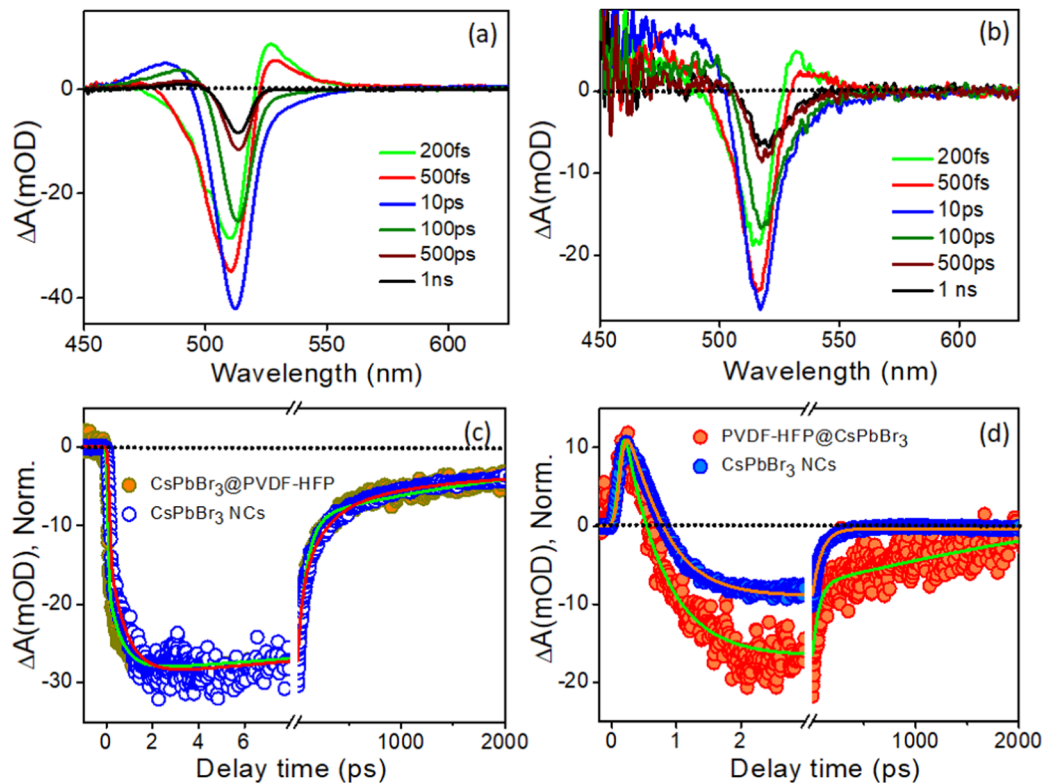 (a)
0
-20
-40
ΔA(mOD)
200fs
500fs
10ps
100ps
500ps
1ns
450
500
550
600
Wavelength (nm)
(b)
0
-10
-20
ΔA(mOD)
200fs
500fs
10ps
100ps
500ps
1 ns
450
500
550
600
Wavelength (nm)
(c)
0
-10
-20
-30
ΔA(mOD), Norm.
CsPbBr3@PVDF-HFP
CsPbBr3 NCs
0
2
4
6
1000
2000
Delay time (ps)
(d)
10
0
-10
-20
ΔA(mOD), Norm.
PVDF-HFP@CsPbBr3
CsPbBr3 NCs
0
1
2
1000
2000
Delay time (ps)